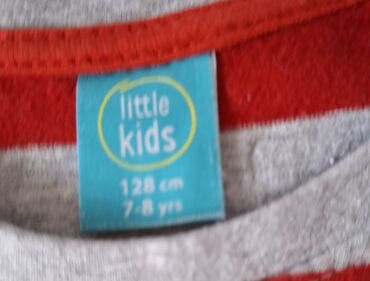 little
kids
128 cm
7-8 yrs